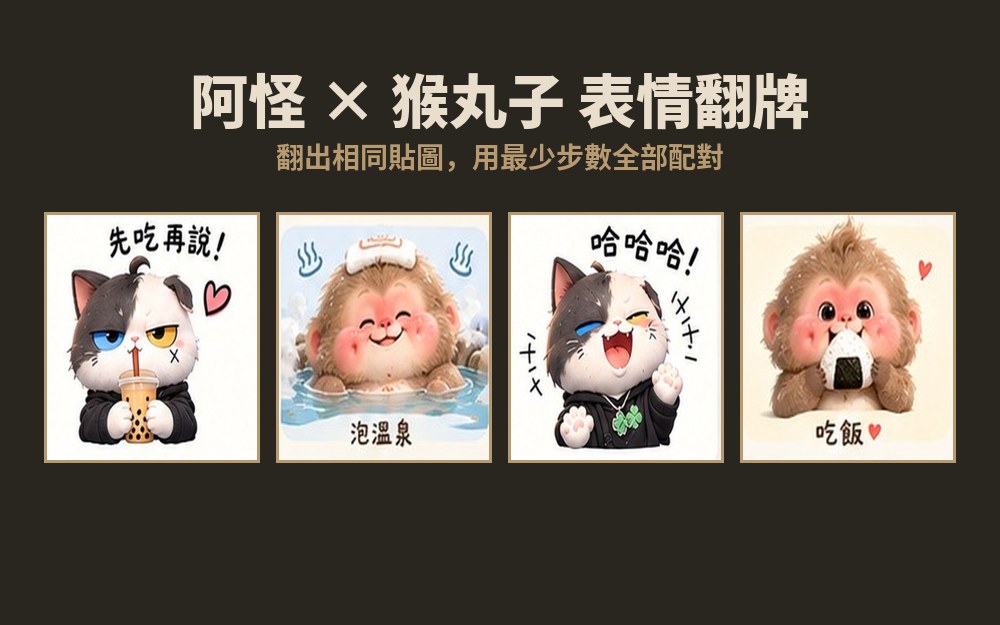 阿怪 × 猴丸子 表情翻牌
翻出相同貼圖，用最少步數全部配對
先吃再說！
泡溫泉
哈哈哈！
吃飯